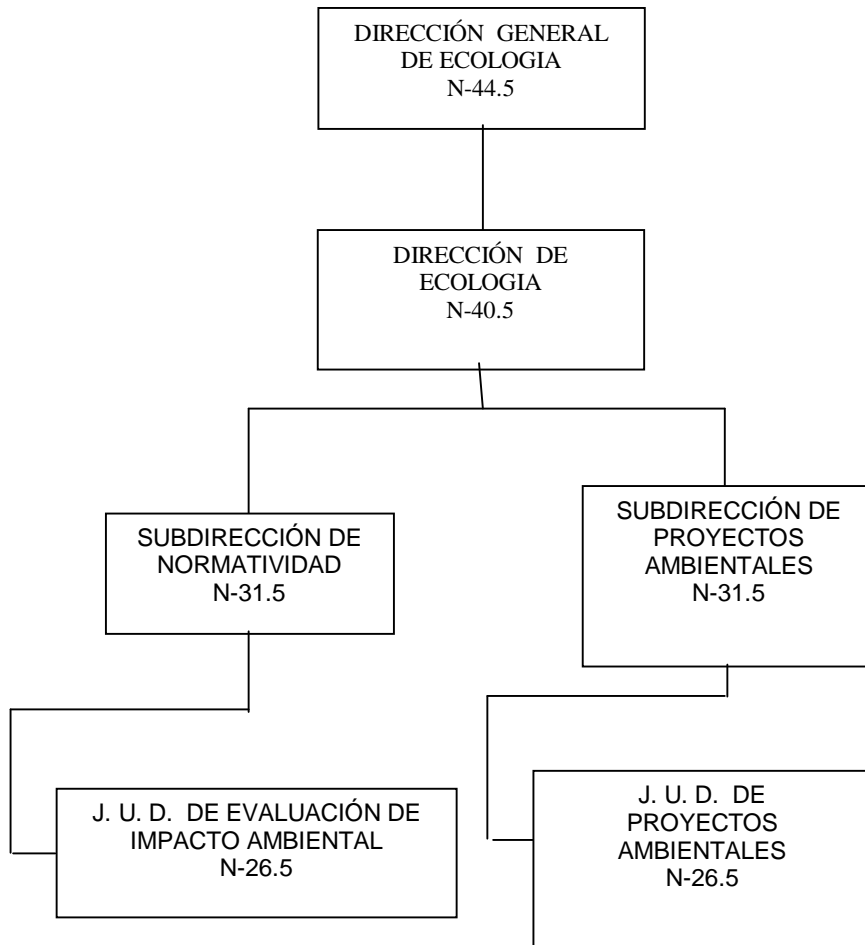 DIRECCIÓN GENERAL
DE ECOLOGIA
N-44.5
DIRECCIÓN DE
ECOLOGIA
N-40.5
SUBDIRECCIÓN DE
NORMATIVIDAD
N-31.5
SUBDIRECCIÓN DE
PROYECTOS
AMBIENTALES
N-31.5
J. U. D. DE EVALUACIÓN DE
IMPACTO AMBIENTAL
N-26.5
J. U. D. DE
PROYECTOS
AMBIENTALES
N-26.5